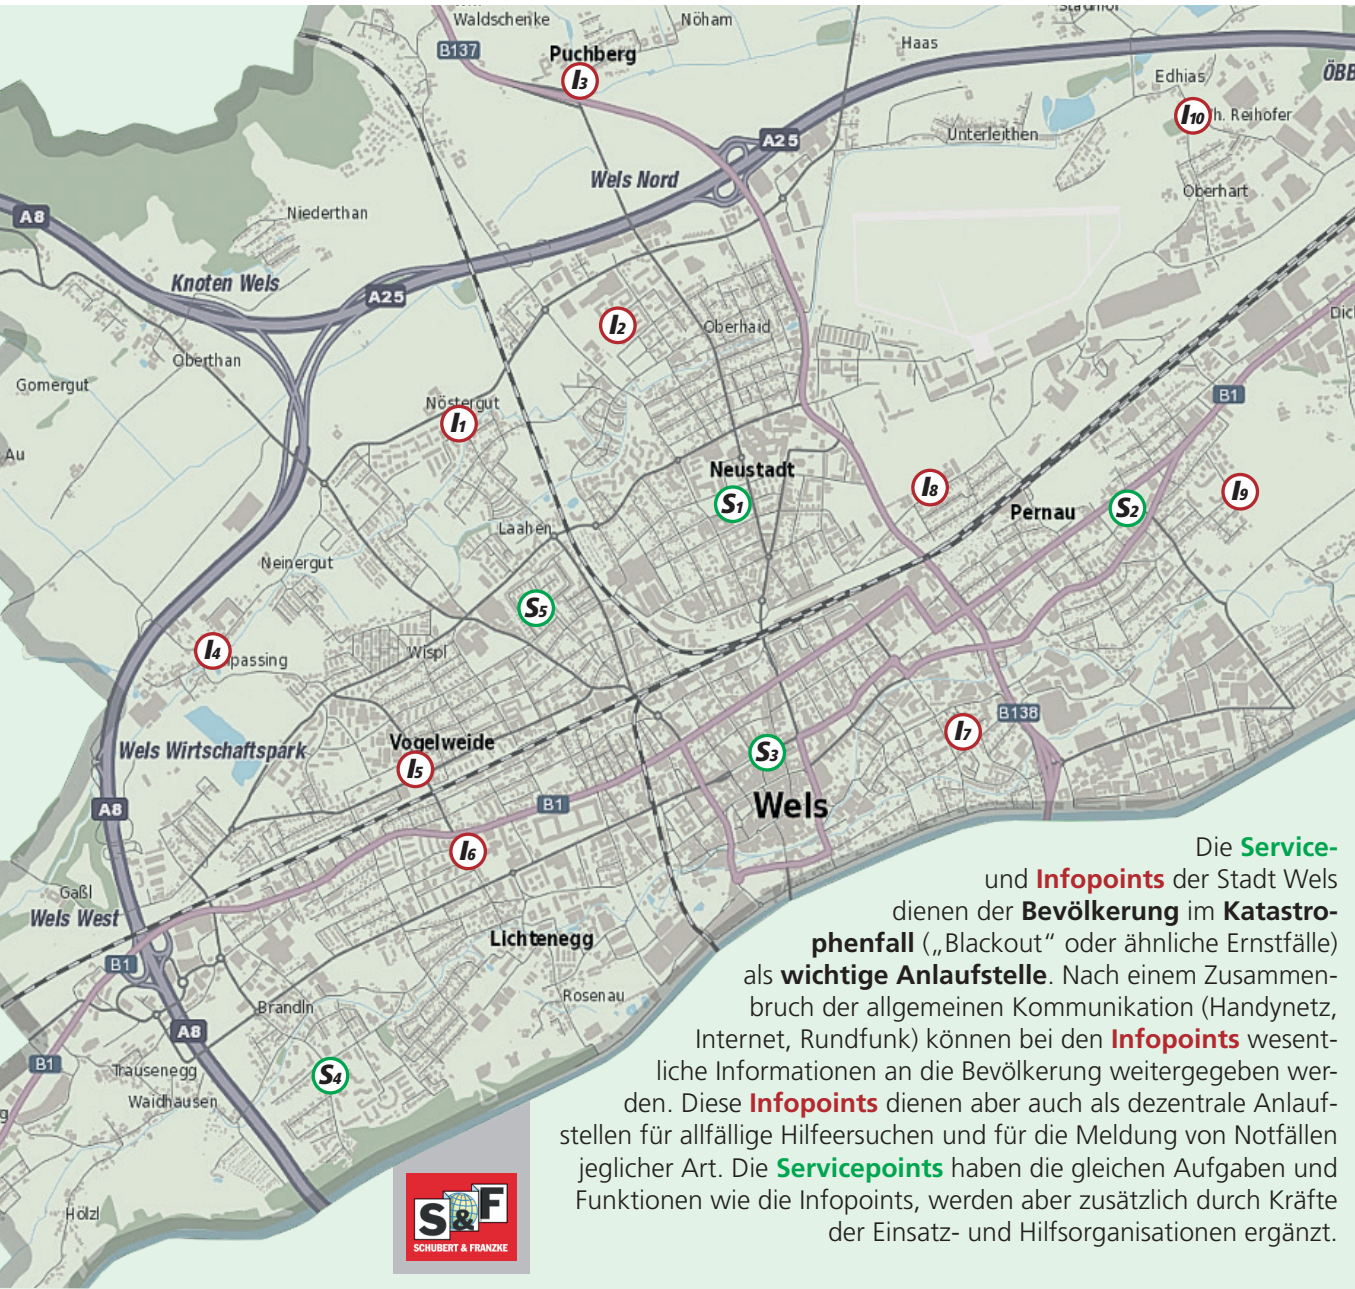 Waldschenke
Nöham
B137
Puchberg
I3
Haas
Edhias
ÖBB
I10
h. Reihofer
Unterleithen
A25
Wels Nord
Oberhart
A8
Niederthan
Knoten Wels
A25
I2
Oberhaid
Dic
Oberthan
Gomergut
Nöstergut
I1
B1
Au
Neustadt
S1
I8
Pernau
S2
I9
Laahen
Neinergut
S5
I4
passing
Wispl
B138
I7
Vogelweide
Wels Wirtschaftspark
I5
S3
Wels
A8
B1
I6
Gaßl
Wels West
Lichtenegg
B1
Brandln
Rosenau
A8
B1
Trausenegg
S4
Waidhausen
g
Hölzl
Die Service-
und Infopoints der Stadt Wels
dienen der Bevölkerung im Katastro-
phenfall („Blackout“ oder ähnliche Ernstfälle)
als wichtige Anlaufstelle. Nach einem Zusammen-
bruch der allgemeinen Kommunikation (Handynetz,
Internet, Rundfunk) können bei den Infopoints wesent-
liche Informationen an die Bevölkerung weitergegeben wer-
den. Diese Infopoints dienen aber auch als dezentrale Anlauf-
stellen für allfällige Hilfeersuchen und für die Meldung von Notfällen
jeglicher Art. Die Servicepoints haben die gleichen Aufgaben und
Funktionen wie die Infopoints, werden aber zusätzlich durch Kräfte
der Einsatz- und Hilfsorganisationen ergänzt.
S&F
SCHUBERT & FRANZKE